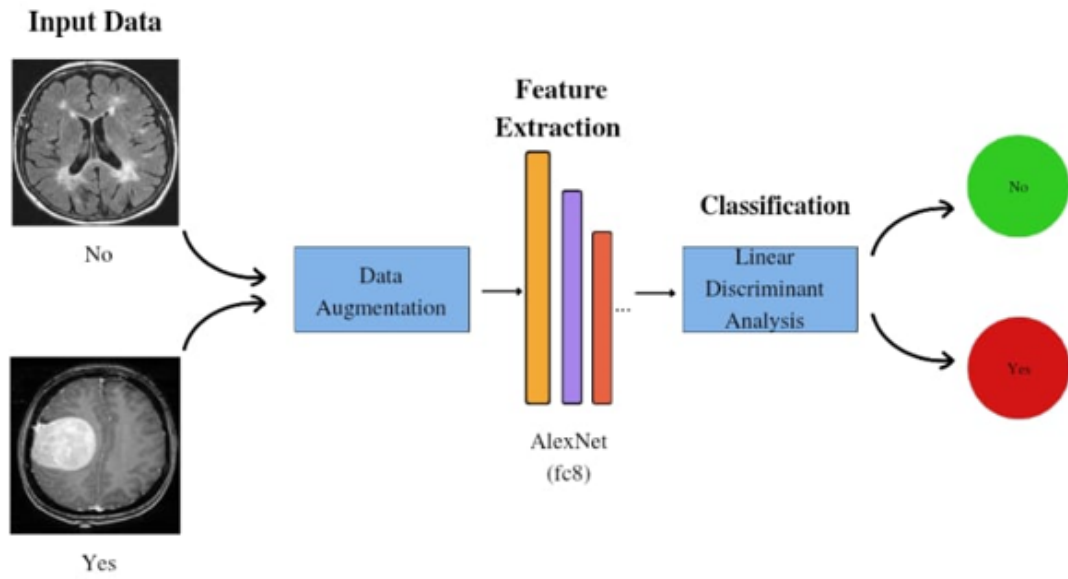 Input Data
No
Yes
Data
Augmentation
Feature
Extraction
...
AlexNet
(fc8)
Classification
Linear
Discriminant
Analysis
No
Yes